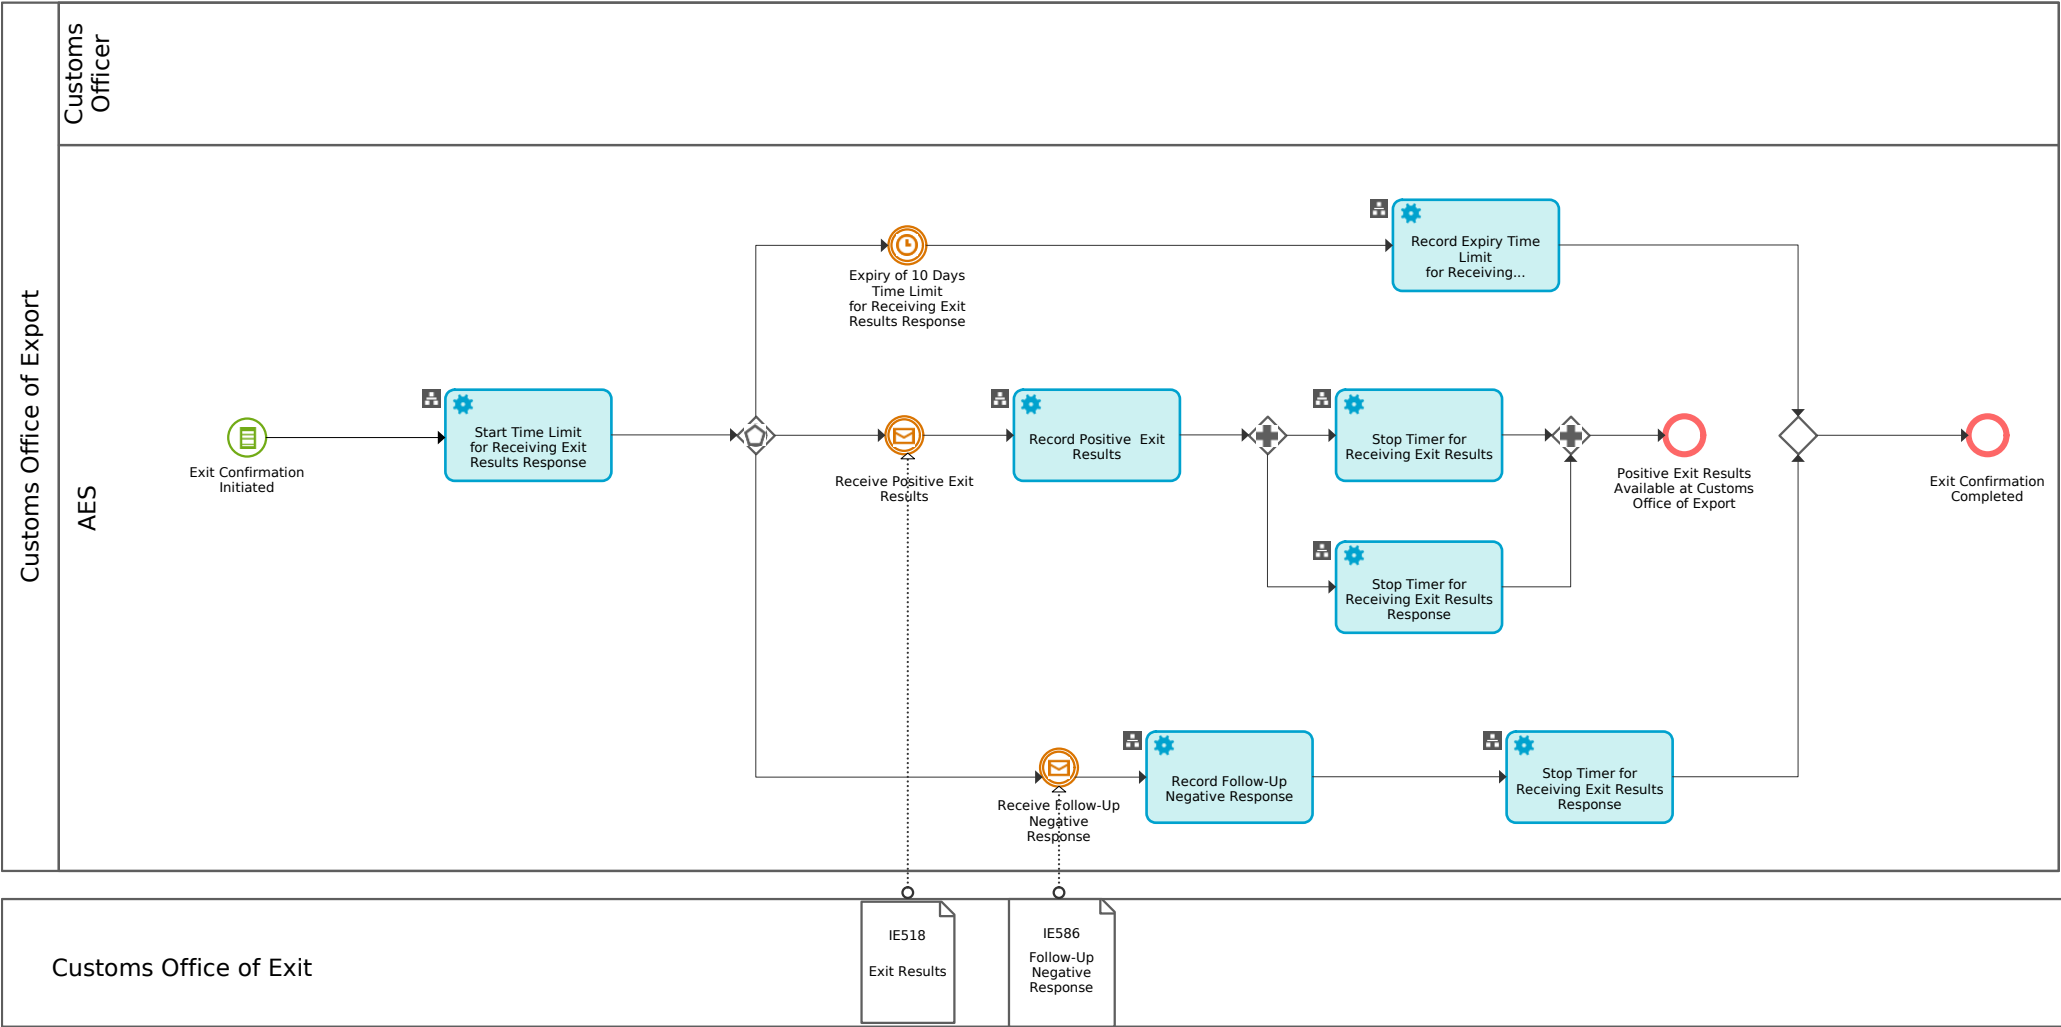 Customs Office of Export
Customs
Officer
AES
Exit Confirmation
Initiated
Start Time Limit
for Receiving Exit
Results Response
Expiry of 10 Days
Time Limit
for Receiving Exit
Results Response
Record Expiry Time
Limit
for Receiving...
Receive Positive Exit
Results
Record Positive  Exit
Results
Stop Timer for
Receiving Exit Results
Stop Timer for
Receiving Exit Results
Response
Positive Exit Results
Available at Customs
Office of Export
Exit Confirmation
Completed
Receive Follow-Up
Negative
Response
Record Follow-Up
Negative Response
Stop Timer for
Receiving Exit Results
Response
Customs Office of Exit
IE518
Exit Results
IE586
Follow-Up
Negative
Response